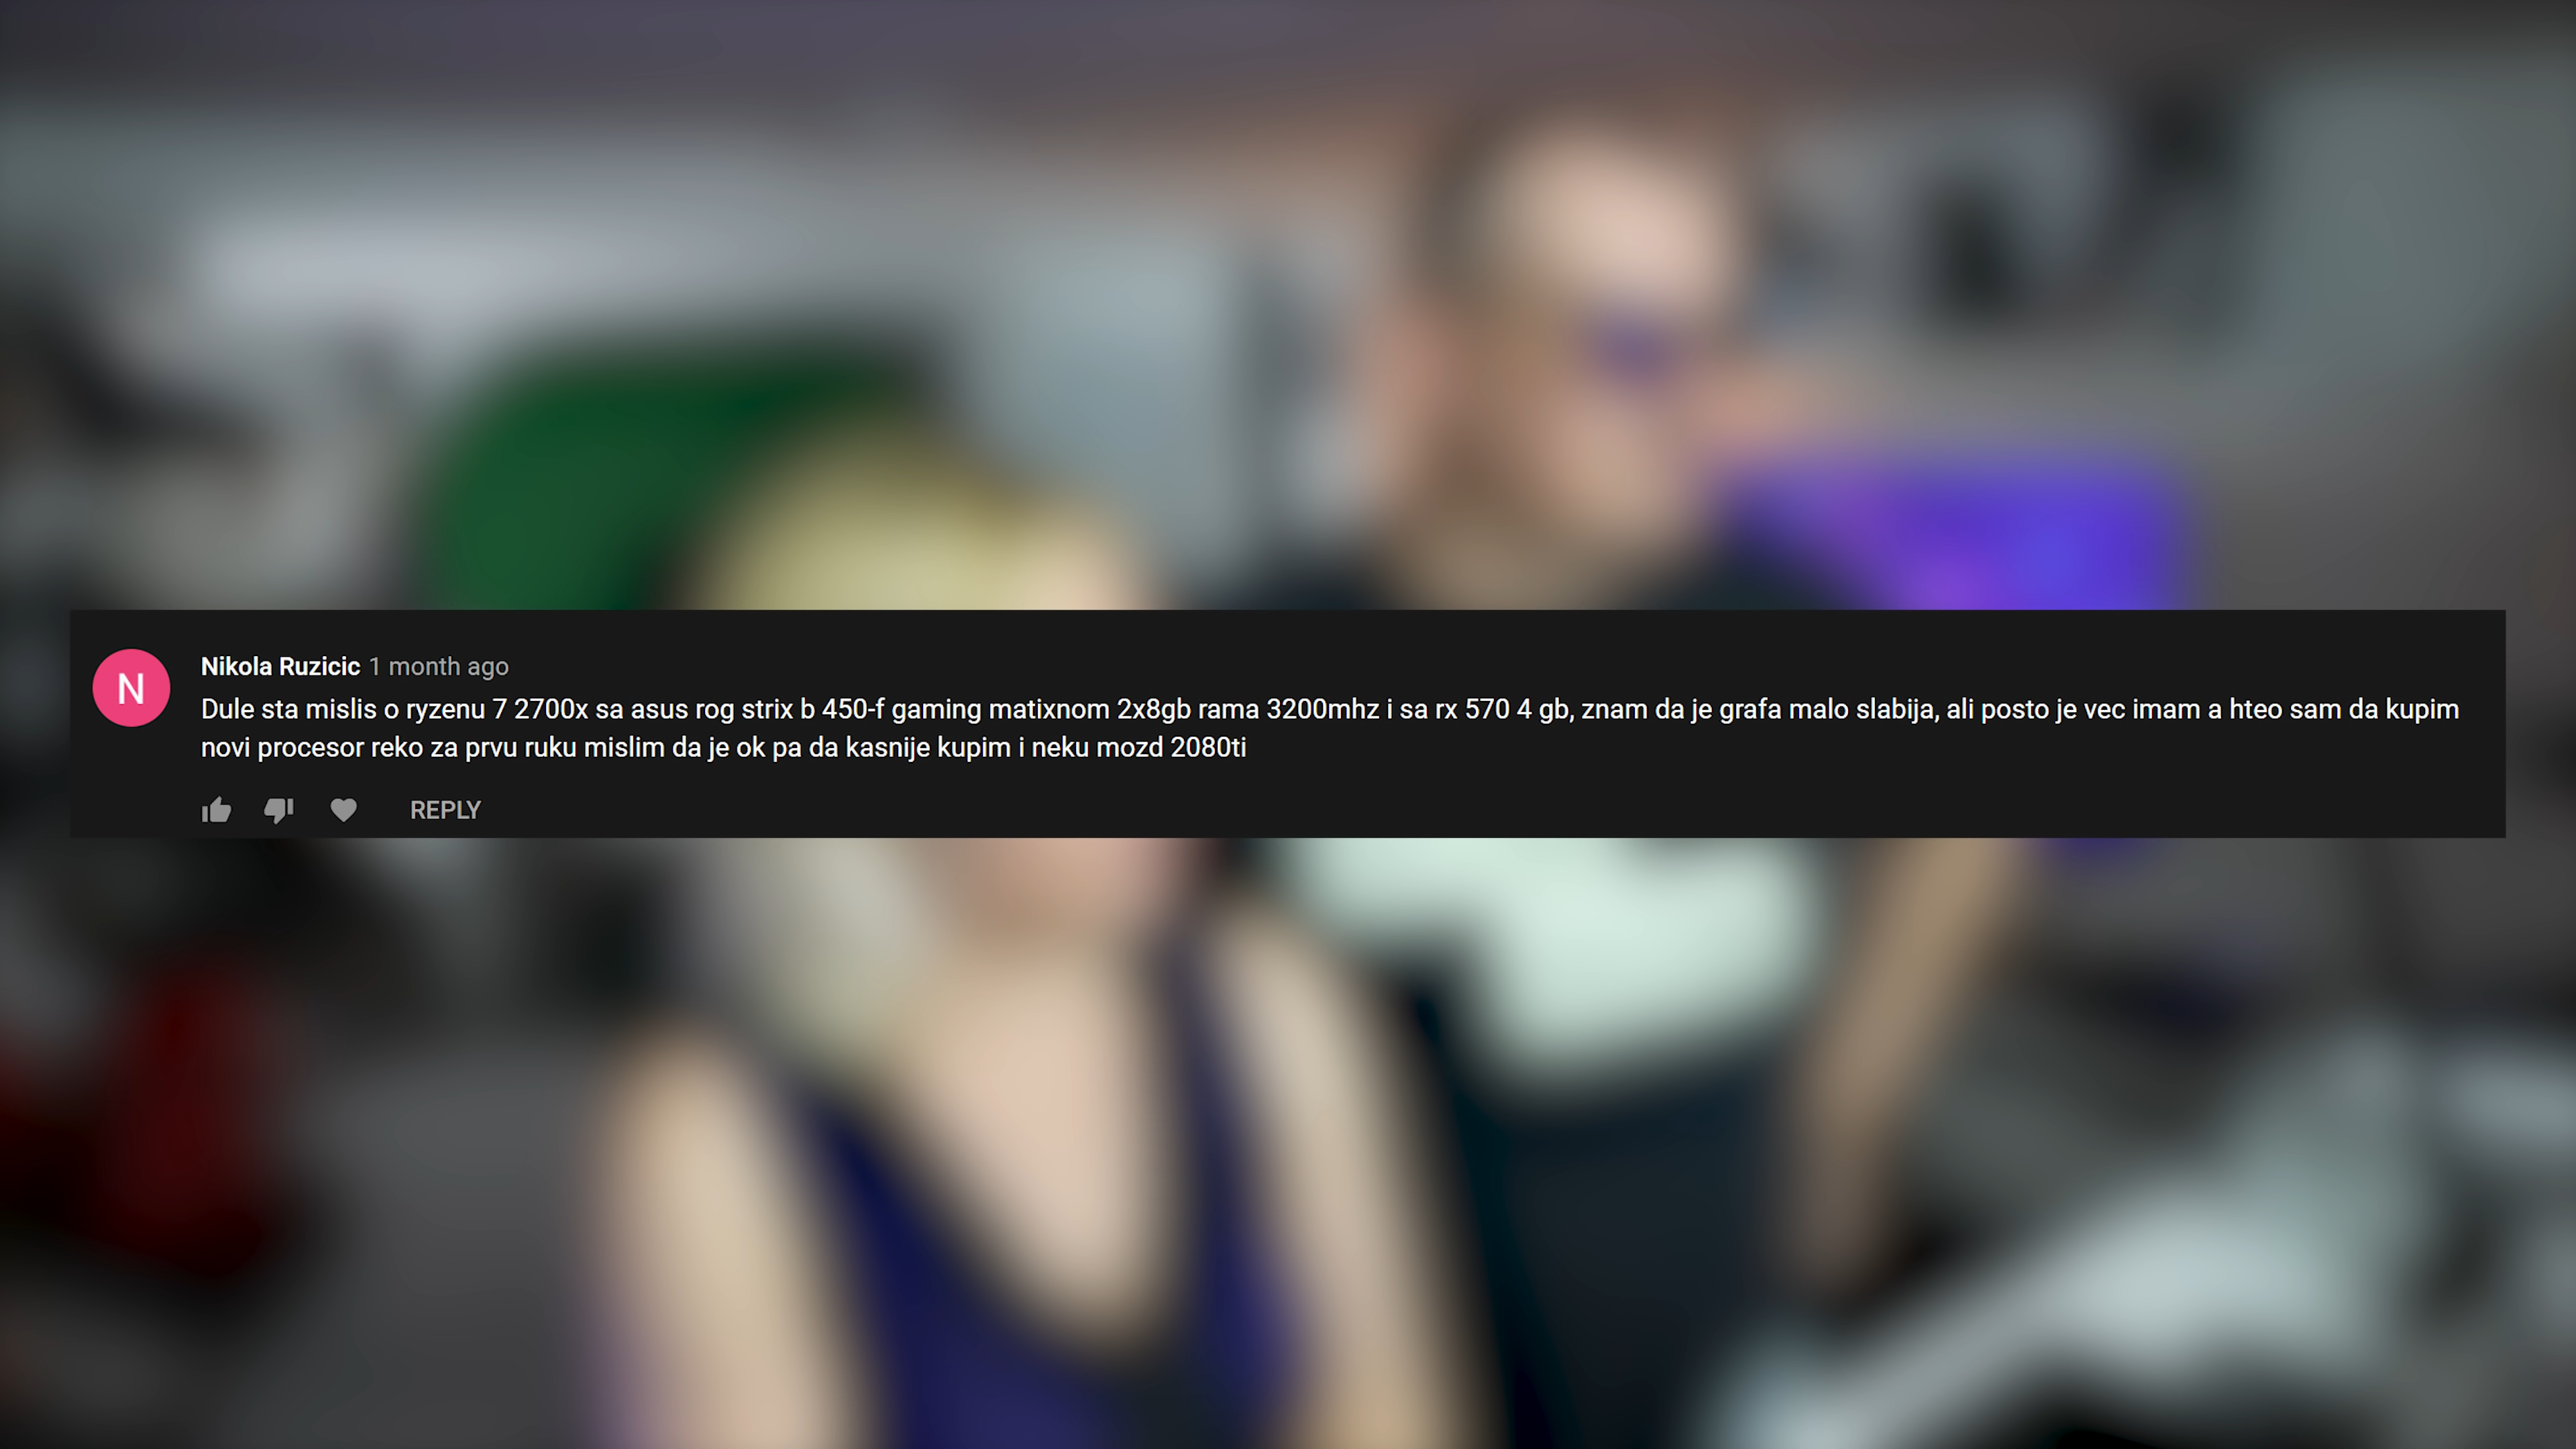 N
Nikola Ruzicic 1 month ago
Dule sta mislis o ryzenu 7 2700x sa asus rog strix b 450-f gaming matixnom 2x8gb rama 3200mhz i sa rx 570 4 gb, znam da je grafa malo slabija, ali posto je vec imam a hteo sam da kupim
novi procesor reko za prvu ruku mislim da je ok pa da kasnije kupim i neku mozd 2080ti
REPLY